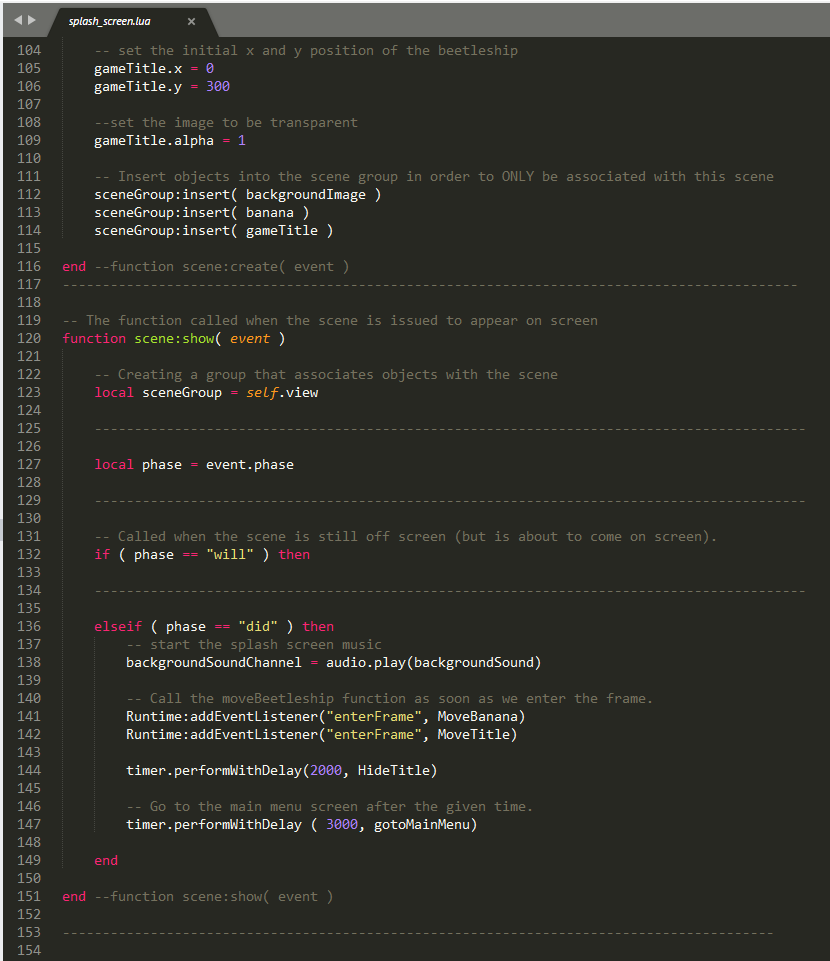 splash_screen.lua ×
104 -- set the initial x and y position of the beetleship
105 gameTitle.x = 0
106 gameTitle.y = 300
107
108 --set the image to be transparent
109 gameTitle.alpha = 1
110
111 -- Insert objects into the scene group in order to ONLY be associated with this scene
112 sceneGroup:insert( backgroundImage )
113 sceneGroup:insert( banana )
114 sceneGroup:insert( gameTitle )
115
116 end --function scene:create( event )
117 --------------------------------------------------------------------------------------------
118
119 -- The function called when the scene is issued to appear on screen
120 function scene:show( event )
121
122 -- Creating a group that associates objects with the scene
123 local sceneGroup = self.view
124
125 -----------------------------------------------------------------------------------------
126
127 local phase = event.phase
128
129 -----------------------------------------------------------------------------------------
130
131 -- Called when the scene is still off screen (but is about to come on screen).
132 if ( phase == "will" ) then
133
134 -----------------------------------------------------------------------------------------
135
136 elseif ( phase == "did" ) then
137 -- start the splash screen music
138 backgroundSoundChannel = audio.play(backgroundSound)
139
140 -- Call the moveBeetleship function as soon as we enter the frame.
141 Runtime:addEventListener("enterFrame", MoveBanana)
142 Runtime:addEventListener("enterFrame", MoveTitle)
143
144 timer.performWithDelay(2000, HideTitle)
145
146 -- Go to the main menu screen after the given time.
147 timer.performWithDelay ( 3000, gotoMainMenu)
148
149 end
150
151 end --function scene:show( event )
152
153 -----------------------------------------------------------------------------------------
154